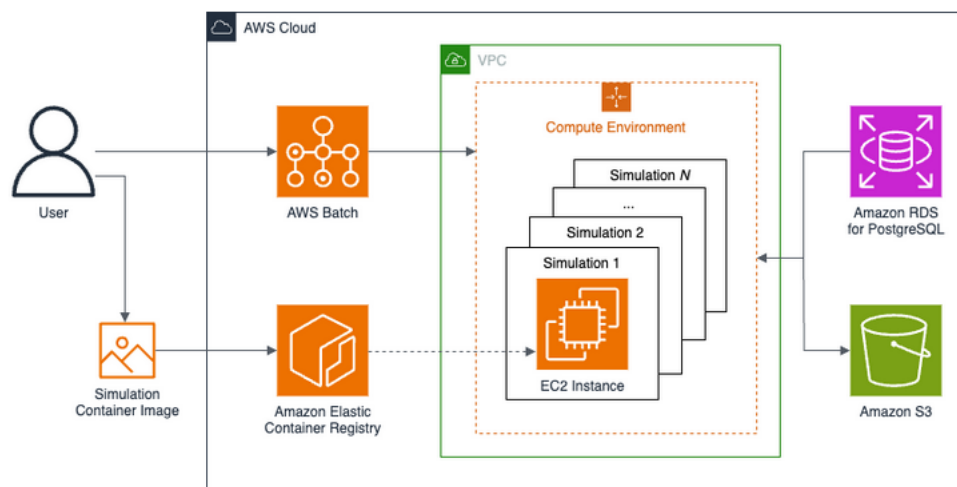 AWS Cloud
VPC
Compute Environment
User
AWS Batch
Simulation N
...
Simulation 2
Simulation 1
EC2 Instance
Amazon RDS
for PostgreSQL
Simulation
Container Image
Amazon Elastic
Container Registry
Amazon S3